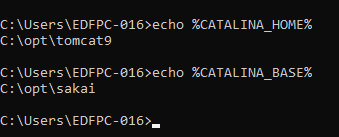 C:\Users\EDFPC-016>echo %CATALINA_HOME%
C:\opt\tomcat9
C:\Users\EDFPC-016>echo %CATALINA_BASE%
C:\opt\sakai
C:\Users\EDFPC-016>